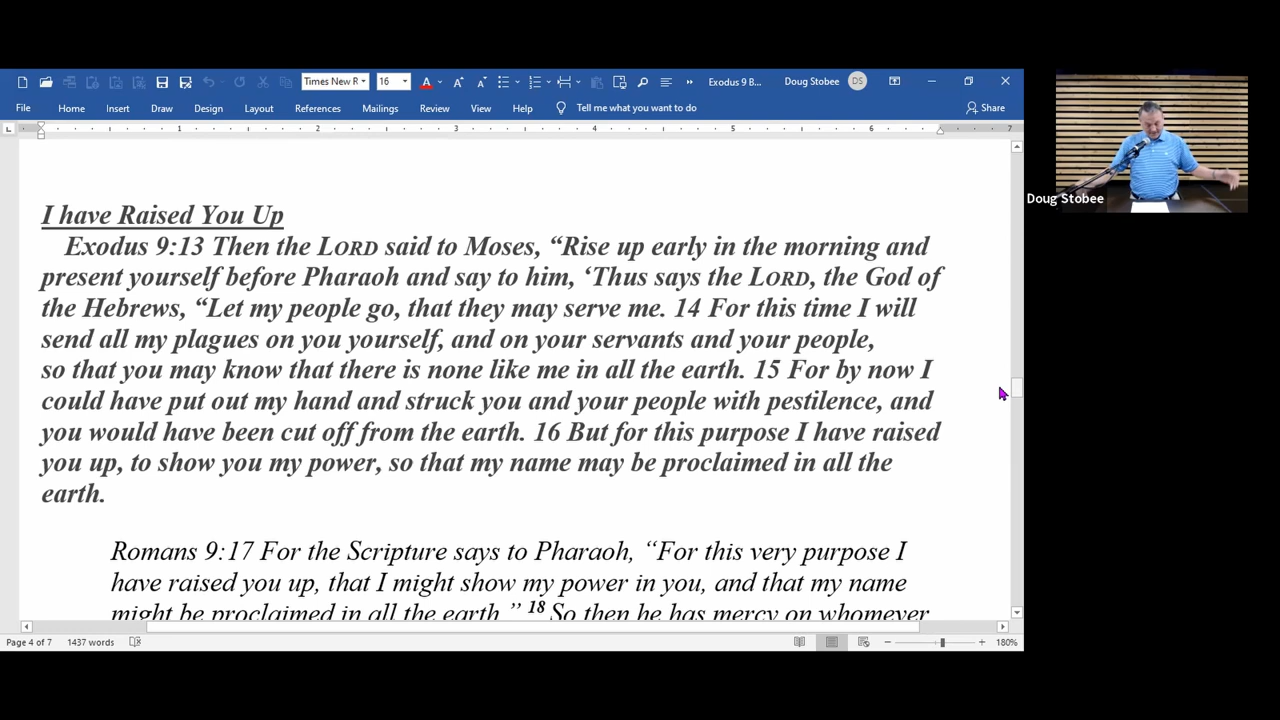 Times New R
16
Exodus 9 B...
Doug Stobee
DS
File
Home
Insert
Draw
Design
Layout
References
Mailings
Review
View
Help
Tell me what you want to do
Share
1 2 3 4 5 6 7
I have Raised You Up
Exodus 9:13 Then the LORD said to Moses, “Rise up early in the morning and
present yourself before Pharaoh and say to him, ‘Thus says the LORD, the God of
the Hebrews, “Let my people go, that they may serve me. 14 For this time I will
send all my plagues on you yourself, and on your servants and your people,
so that you may know that there is none like me in all the earth. 15 For by now I
could have put out my hand and struck you and your people with pestilence, and
you would have been cut off from the earth. 16 But for this purpose I have raised
you up, to show you my power, so that my name may be proclaimed in all the
earth.
Romans 9:17 For the Scripture says to Pharaoh, “For this very purpose I
have raised you up, that I might show my power in you, and that my name
might be proclaimed in all the earth.” 18 So then he has mercy on whomever
Page 4 of 7
1437 words
180%
Doug Stobee